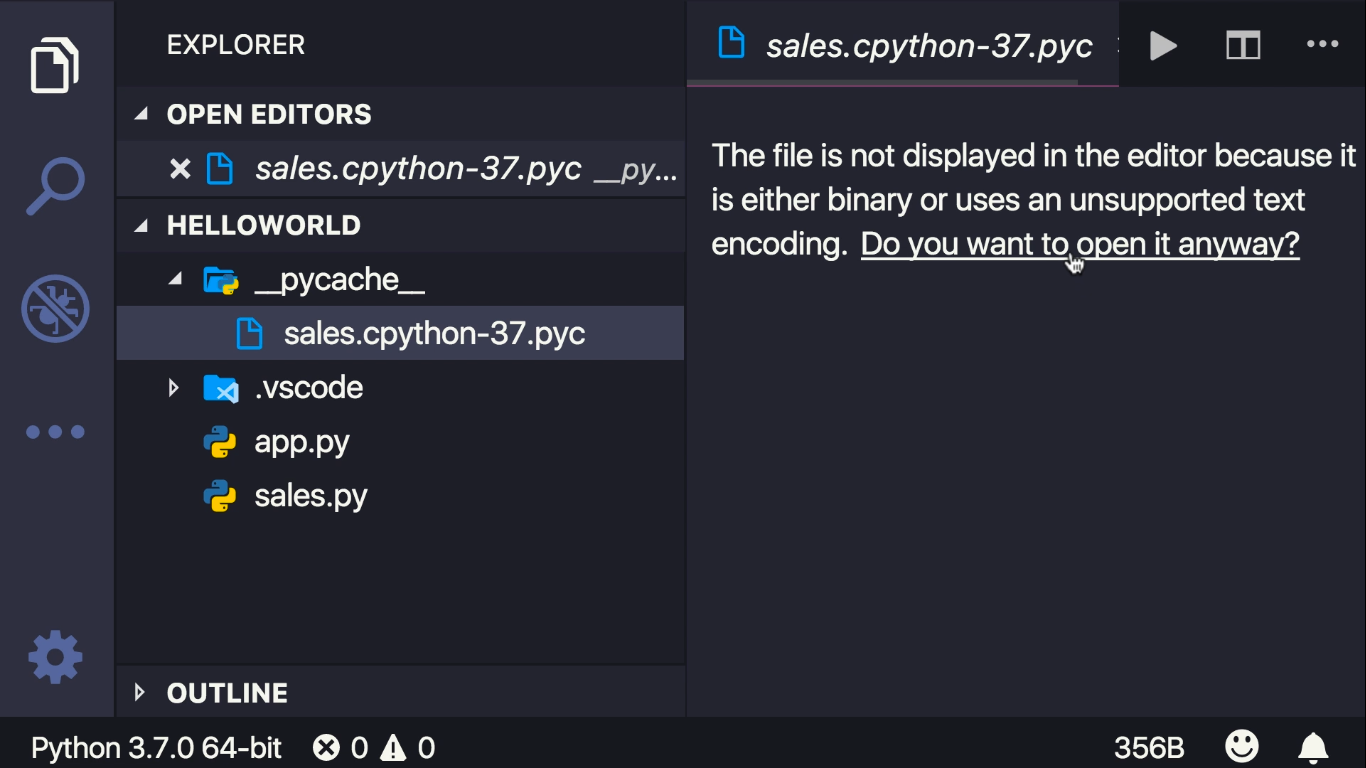 EXPLORER
OPEN EDITORS
sales.cpython-37.pyc __py...
HELLOWORLD
__pycache__
sales.cpython-37.pyc
.vscode
app.py
sales.py
OUTLINE
sales.cpython-37.pyc
The file is not displayed in the editor because it
is either binary or uses an unsupported text
encoding. Do you want to open it anyway?
Python 3.7.0 64-bit 0 0 356B